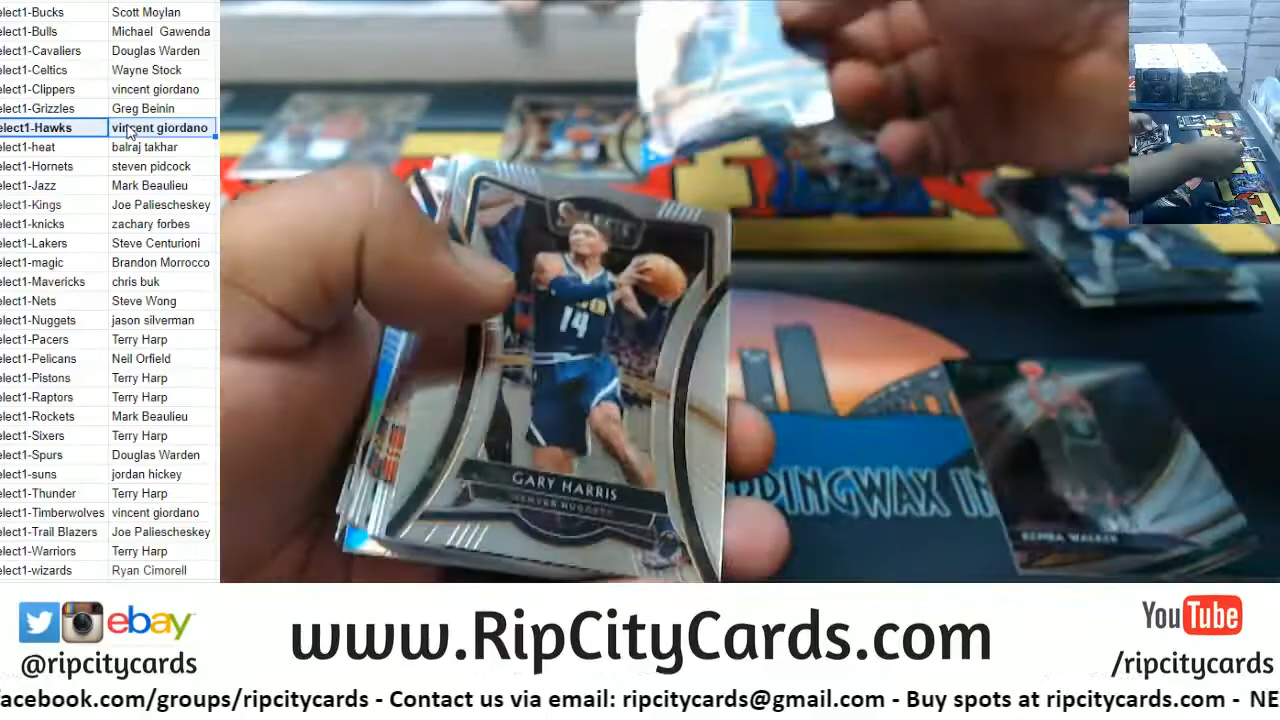 elect1-Bucks Scott Moylan
elect1-Bulls Michael Gawenda
elect1-Cavaliers Douglas Warden
elect1-Celtics Wayne Stock
elect1-Clippers vincent giordano
elect1-Grizzles Greg Beinin
elect1-Hawks vincent giordano
elect1-heat balraj takhar
elect1-Hornets steven pidcock
elect1-Jazz Mark Beaulieu
elect1-Kings Joe Paliescheskey
elect1-knicks zachary forbes
elect1-Lakers Steve Centurioni
elect1-magic Brandon Morrocco
elect1-Mavericks chris buk
elect1-Nets Steve Wong
elect1-Nuggets jason silverman
elect1-Pacers Terry Harp
elect1-Pelicans Neil Orfield
elect1-Pistons Terry Harp
elect1-Raptors Terry Harp
elect1-Rockets Mark Beaulieu
elect1-Sixers Terry Harp
elect1-Spurs Douglas Warden
elect1-suns jordan hickey
elect1-Thunder Terry Harp
elect1-Timberwolves vincent giordano
elect1-Trail Blazers Joe Paliescheskey
elect1-Warriors Terry Harp
elect1-wizards Ryan Cimorell
SELECT
14
GARY HARRIS
DENVER NUGGETS
KEMBA WALKER
PPINGWAX IN
ebay
@ripcitycards
www.RipCityCards.com
YouTube
/ripcitycards
facebook.com/groups/ripcitycards - Contact us via email: ripcitycards@gmail.com - Buy spots at ripcitycards.com - NE